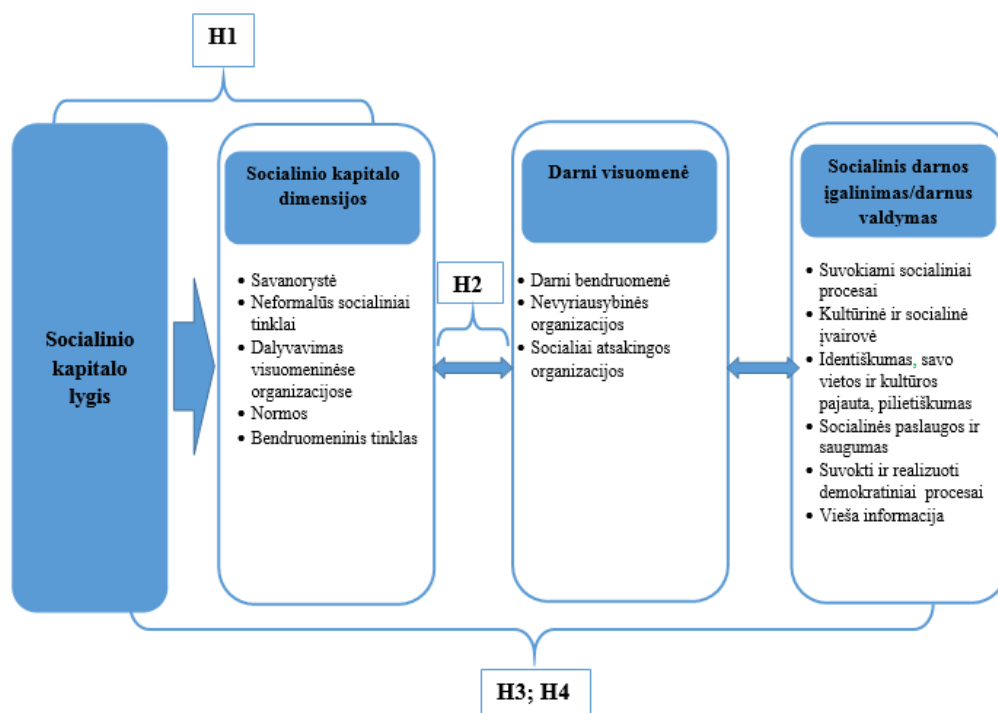 H1
Socialinio
kapitalo
lygis
Socialinio kapitalo
dimensijos
• Savanorystė
• Neformalūs socialiniai
tinklai
• Dalyvavimas
visuomeninėse
organizacijose
• Normos
• Bendruomeninis tinklas
H2
Darni visuomenė
• Darni bendruomenė
• Nevyriausybinės
organizacijos
• Socialiai atsakingos
organizacijos
Socialinis darnos
įgalinimas/darnus
valdymas
• Suvokiami socialiniai
procesai
• Kultūrinė ir socialinė
įvairovė
• Identiškumas, savo
vietos ir kultūros
pajauta, pilietiškumas
• Socialinės paslaugos ir
saugumas
• Suvokti ir realizuoti
demokratiniai procesai
• Vieša informacija
H3; H4